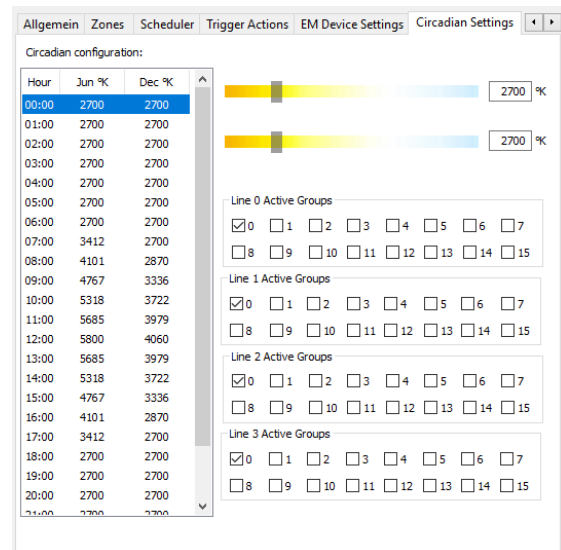 Allgemein Zones Scheduler Trigger Actions EM Device Settings Circadian Settings
Circadian configuration:
Hour Jun °K Dec °K
00:00 2700 2700
01:00 2700 2700
02:00 2700 2700
03:00 2700 2700
04:00 2700 2700
05:00 2700 2700
06:00 2700 2700
07:00 3412 2700
08:00 4101 2870
09:00 4767 3336
10:00 5318 3722
11:00 5685 3979
12:00 5800 4060
13:00 5685 3979
14:00 5318 3722
15:00 4767 3336
16:00 4101 2870
17:00 3412 2700
18:00 2700 2700
19:00 2700 2700
20:00 2700 2700
21:00 2700 2700
2700 °K
2700 °K
Line 0 Active Groups
0 1 2 3 4 5 6 7
8 9 10 11 12 13 14 15
Line 1 Active Groups
0 1 2 3 4 5 6 7
8 9 10 11 12 13 14 15
Line 2 Active Groups
0 1 2 3 4 5 6 7
8 9 10 11 12 13 14 15
Line 3 Active Groups
0 1 2 3 4 5 6 7
8 9 10 11 12 13 14 15